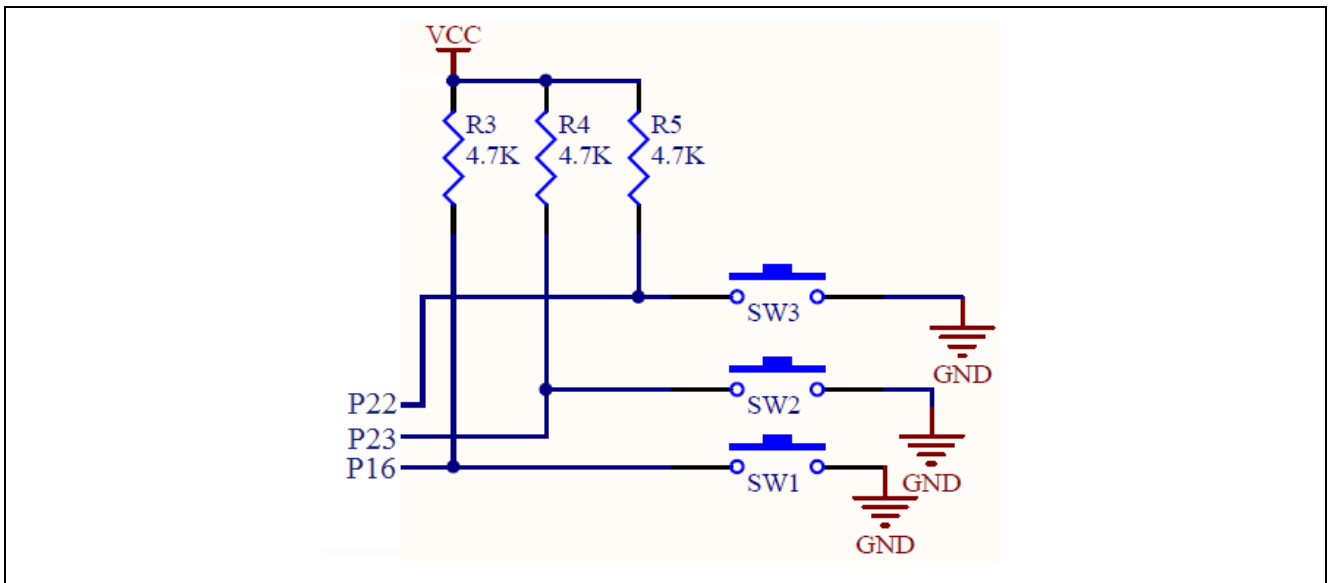 VCC
R3
4.7K
R4
4.7K
R5
4.7K
SW3
GND
P22
SW2
P23
GND
P16
SW1
GND